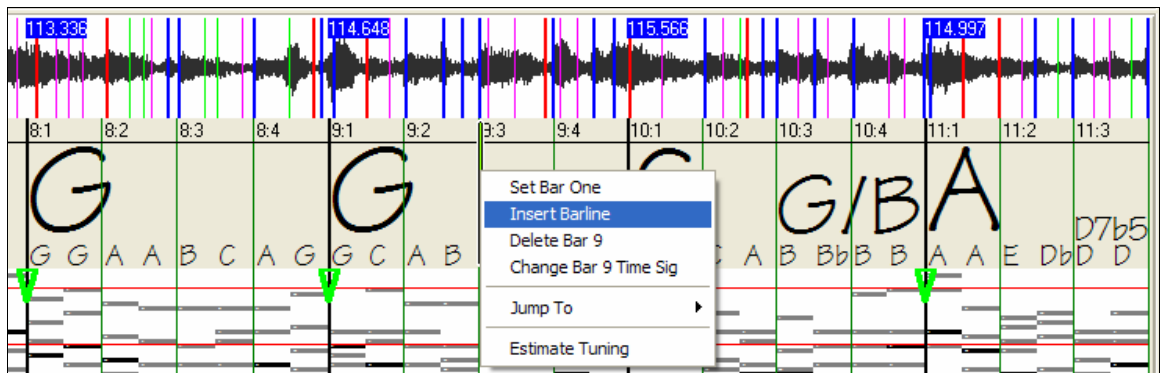 113.336 114.648 115.566 114.997
8:1 8:2 8:3 8:4 9:1 9:2 9:3 9:4 10:1 10:2 10:3 10:4 11:1 11:2 11:3
G G G/B A
D7b5
G G A A B C A G G C A B A B Bb B B A A E Db D D
Set Bar One
Insert Barline
Delete Bar 9
Change Bar 9 Time Sig
Jump To
Estimate Tuning